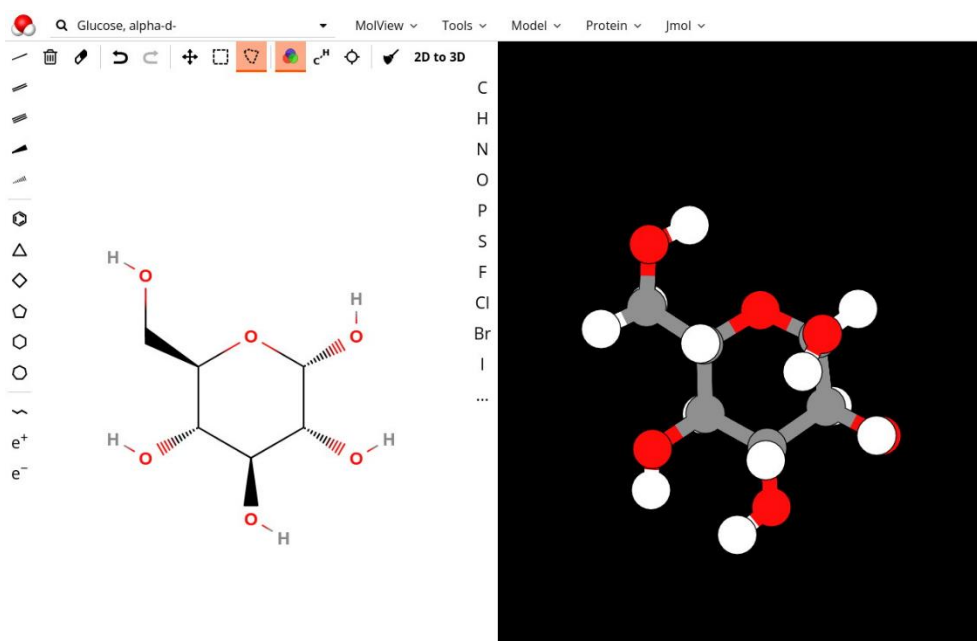 Glucose, alpha-d- MolView Tools Model Protein Jmol
C-H 2D to 3D
C
H
N
O
P
S
F
Cl
Br
I
...
e+
e−
H
O
H
O
O
H
O
O
H
O
H